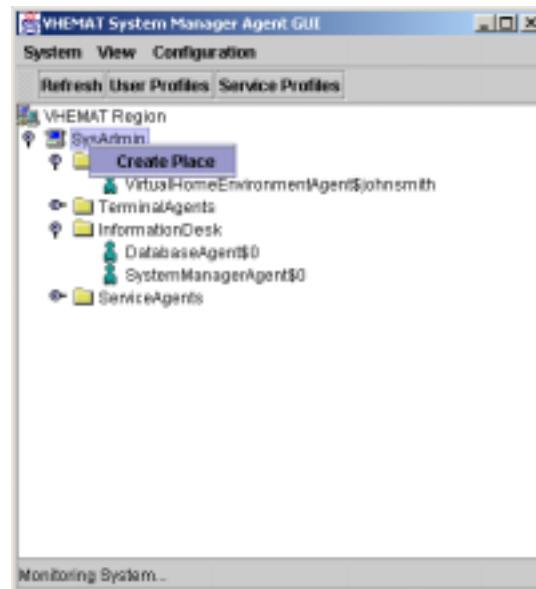 VHEMAT System Manager Agent GUI
System View Configuration
Refresh User Profiles Service Profiles
VHEMAT Region
SysAdmin
Create Place
VirtualHomeEnvironmentAgent$johnsmith
TerminalAgents
InformationDesk
DatabaseAgent$0
SystemManagerAgent$0
ServiceAgents
Monitoring System...